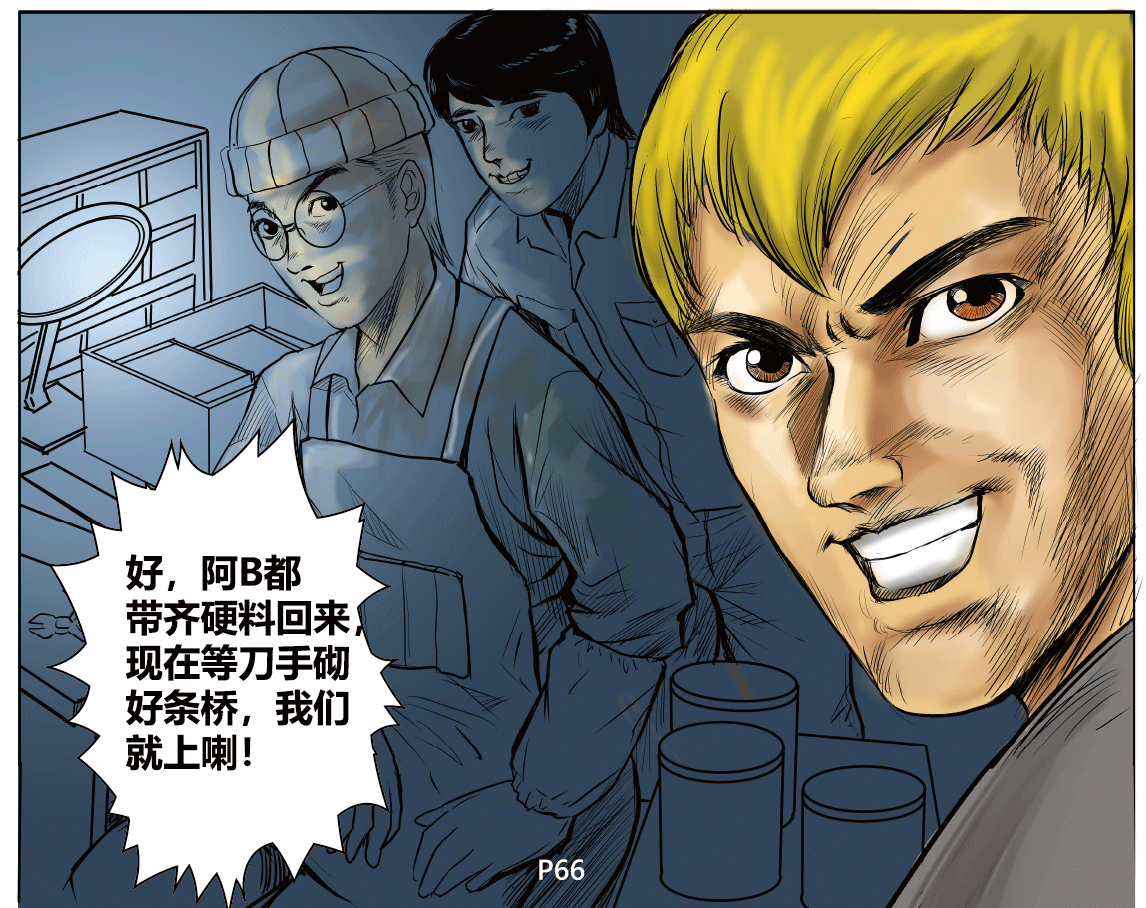 好，阿B都
带齐硬料回来，
现在等刀手砌
好条桥，我们
就上喇！
P66